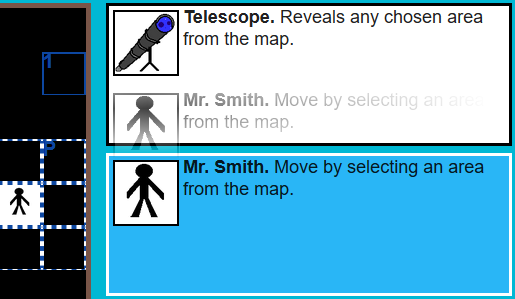 1
P
Telescope. Reveals any chosen area
from the map.
Mr. Smith. Move by selecting an area
from the map.
Mr. Smith. Move by selecting an area
from the map.